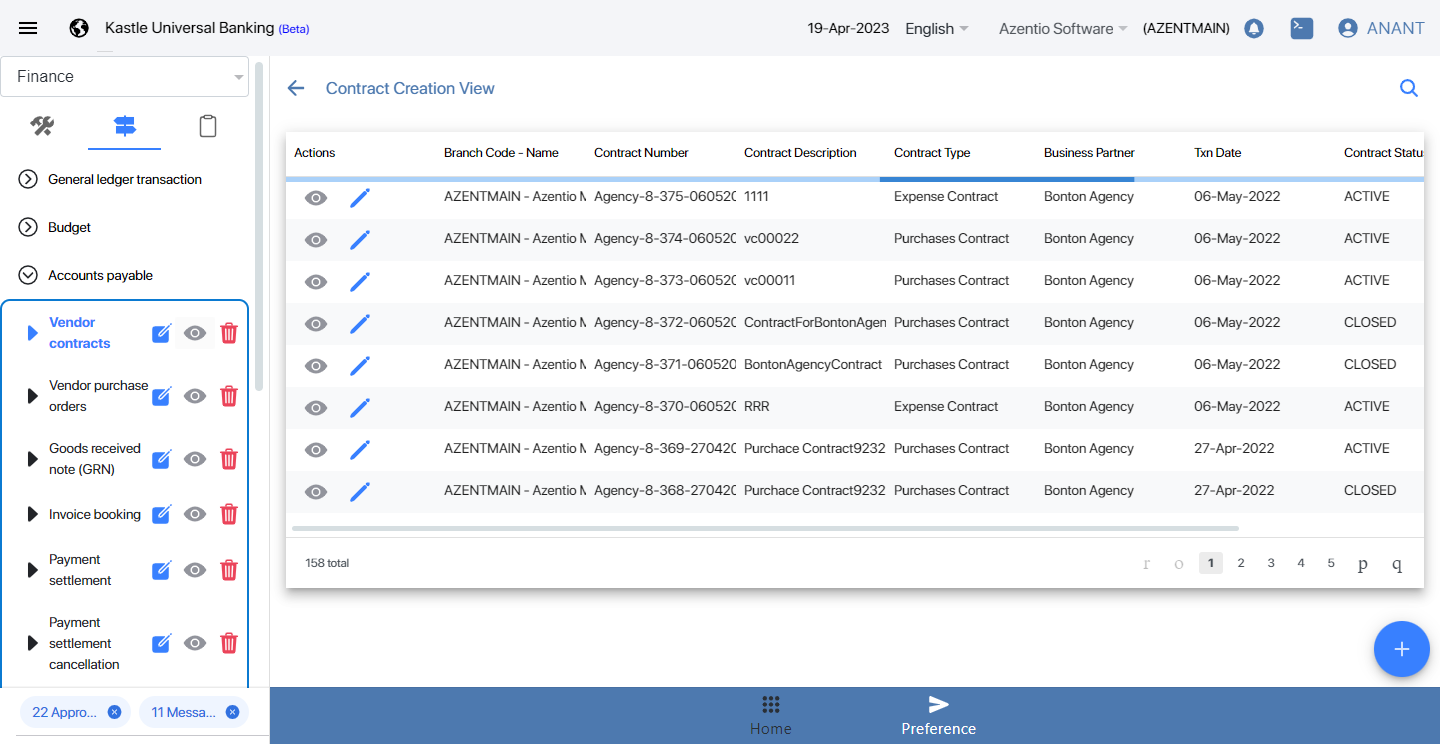 Kastle Universal Banking (Beta) 19-Apr-2023 English Azentio Software (AZENTMAIN) ANANT
Finance
General ledger transaction
Budget
Accounts payable
Vendor
contracts
Vendor purchase
orders
Goods received
note (GRN)
Invoice booking
Payment
settlement
Payment
settlement
cancellation
22 Appro... 11 Messa...
Contract Creation View
Actions Branch Code - Name Contract Number Contract Description Contract Type Business Partner Txn Date Contract Statu
AZENTMAIN - Azentio M Agency-8-375-060520 1111 Expense Contract Bonton Agency 06-May-2022 ACTIVE
AZENTMAIN - Azentio M Agency-8-374-060520 vc00022 Purchases Contract Bonton Agency 06-May-2022 ACTIVE
AZENTMAIN - Azentio M Agency-8-373-060520 vc00011 Purchases Contract Bonton Agency 06-May-2022 ACTIVE
AZENTMAIN - Azentio M Agency-8-372-060520 ContractForBontonAgen Purchases Contract Bonton Agency 06-May-2022 CLOSED
AZENTMAIN - Azentio M Agency-8-371-060520 BontonAgencyContract Purchases Contract Bonton Agency 06-May-2022 CLOSED
AZENTMAIN - Azentio M Agency-8-370-060520 RRR Expense Contract Bonton Agency 06-May-2022 ACTIVE
AZENTMAIN - Azentio M Agency-8-369-270420 Purchace Contract9232 Purchases Contract Bonton Agency 27-Apr-2022 ACTIVE
AZENTMAIN - Azentio M Agency-8-368-270420 Purchace Contract9232 Purchases Contract Bonton Agency 27-Apr-2022 CLOSED
158 total r o 1 2 3 4 5 p q
Home Preference